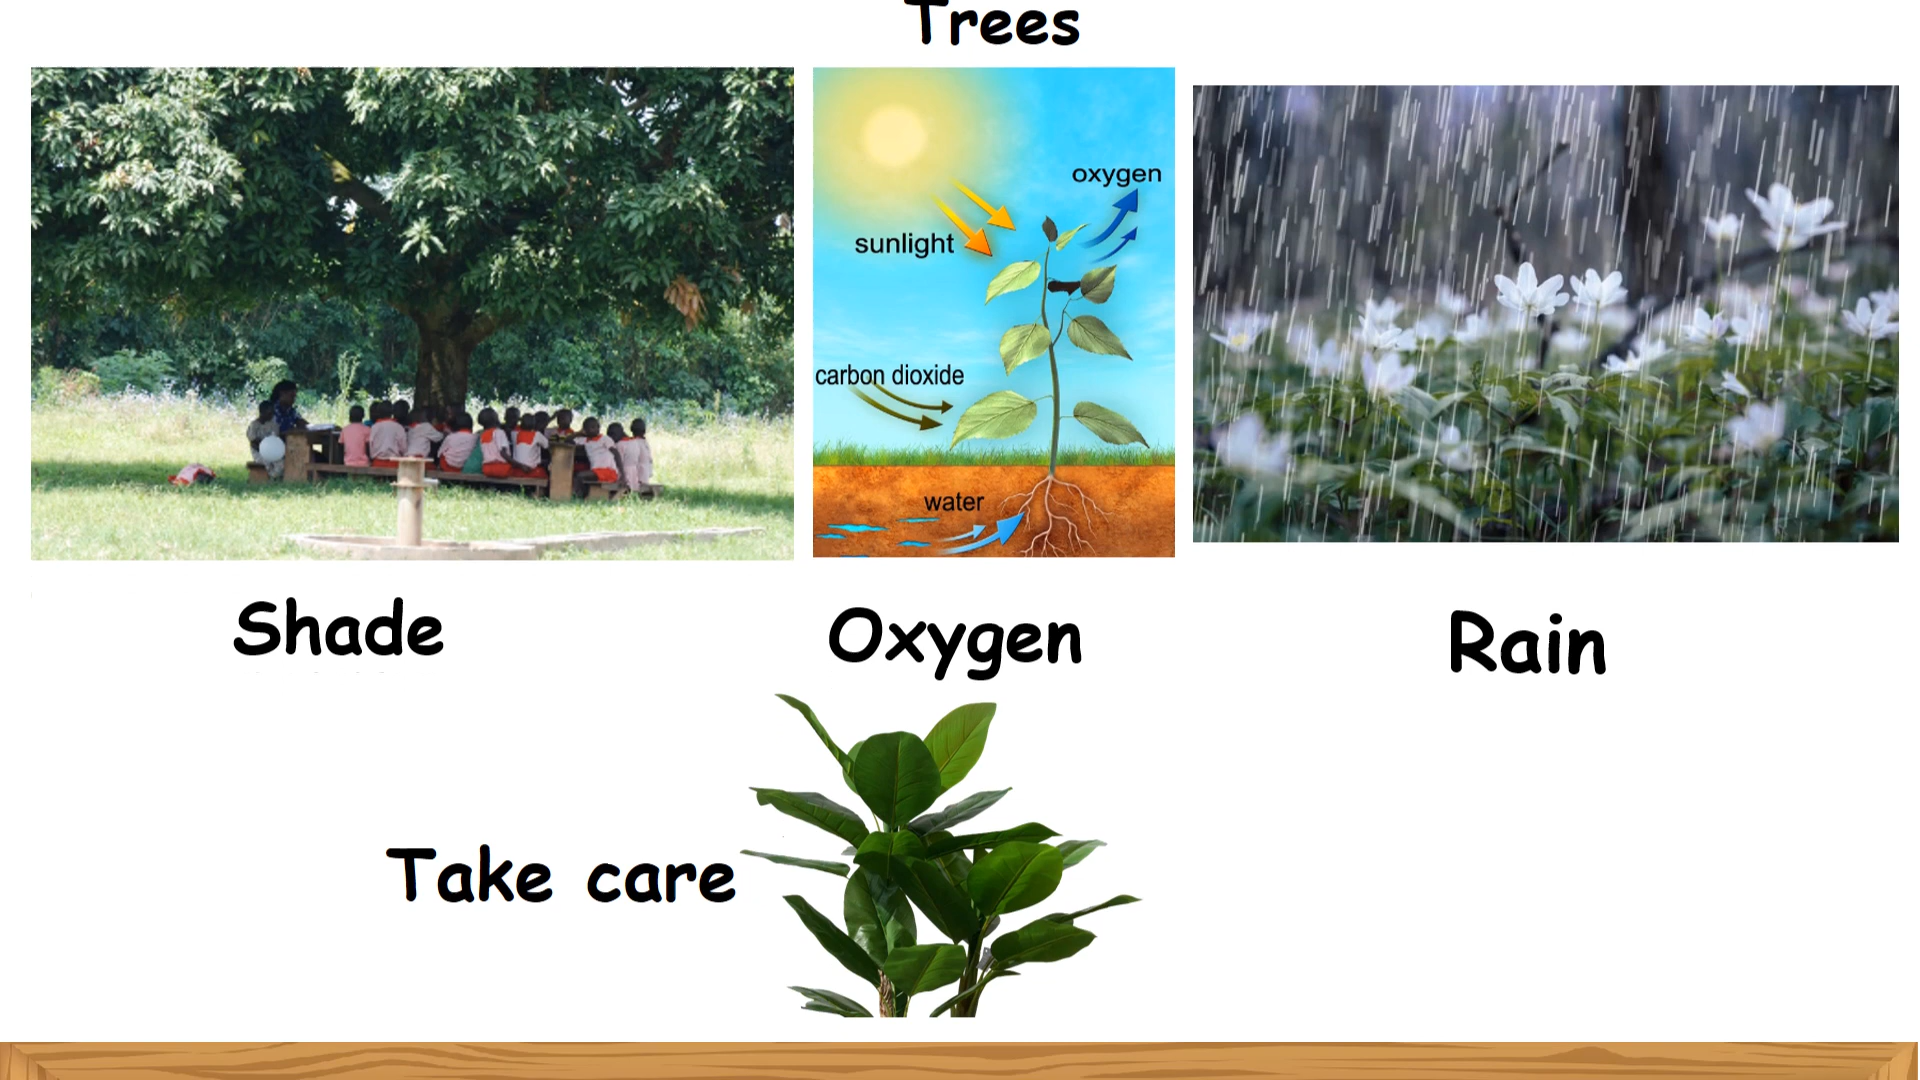 Trees
oxygen
sunlight
carbon dioxide
water
Shade
Oxygen
Rain
Take care